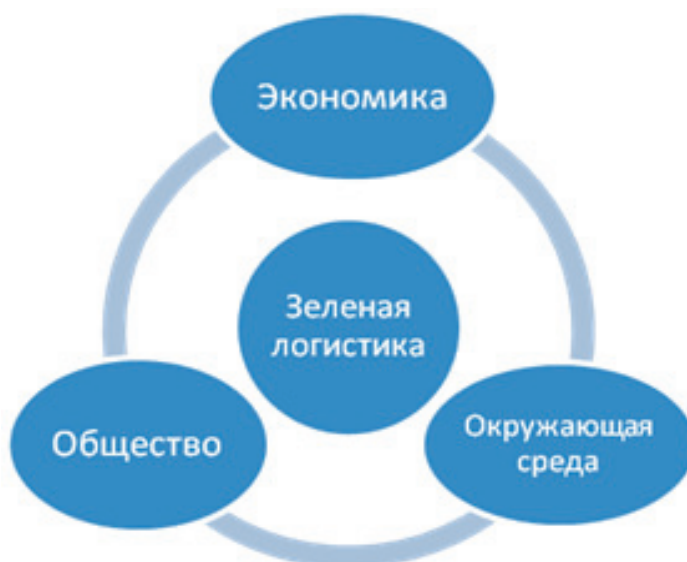 Экономика
Зеленая
логистика
Общество
Окружающая
среда